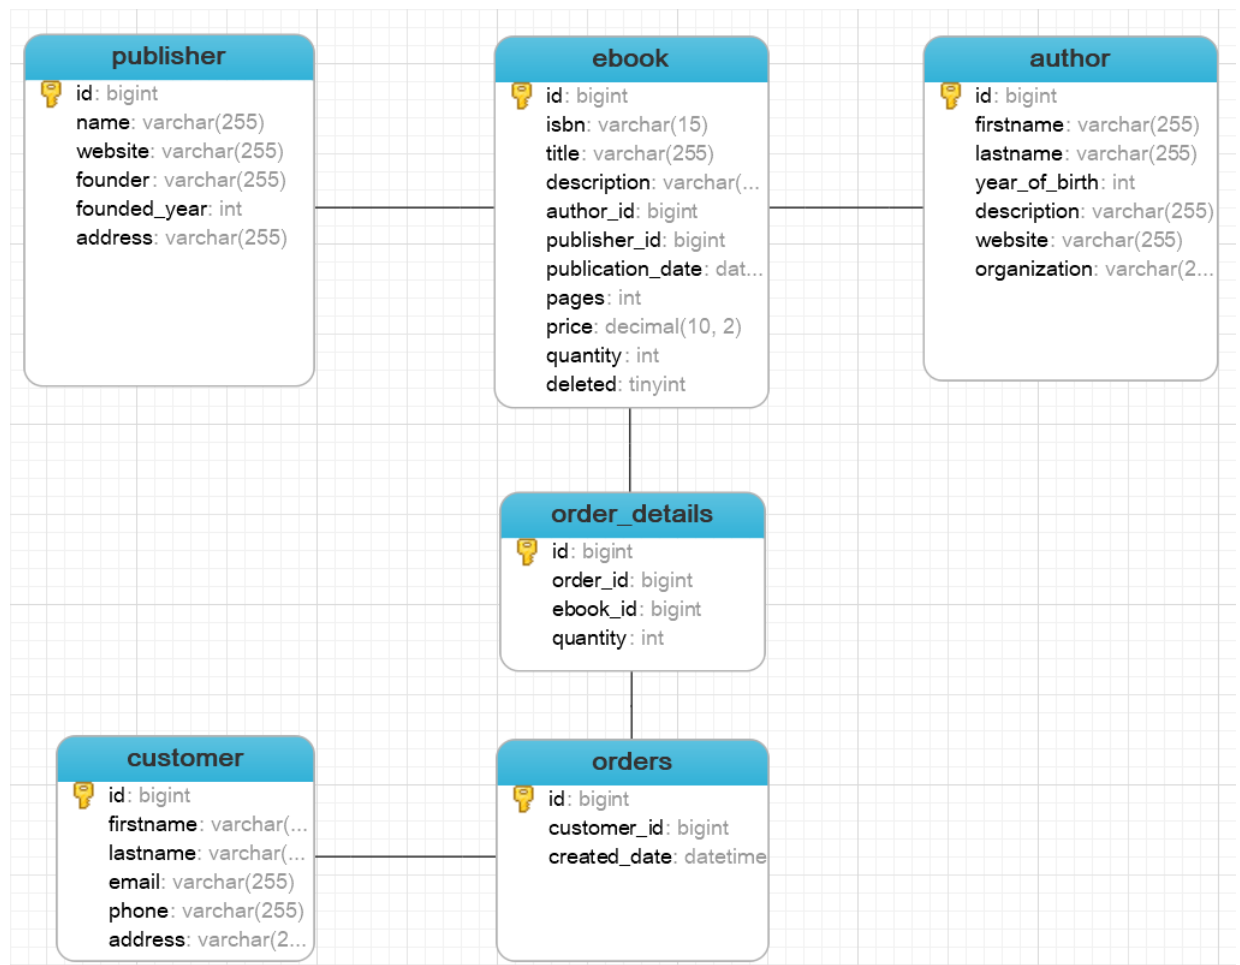 publisher
id: bigint
name: varchar(255)
website: varchar(255)
founder: varchar(255)
founded_year: int
address: varchar(255)
ebook
id: bigint
isbn: varchar(15)
title: varchar(255)
description: varchar(...
author_id: bigint
publisher_id: bigint
publication_date: dat...
pages: int
price: decimal(10, 2)
quantity: int
deleted: tinyint
author
id: bigint
firstname: varchar(255)
lastname: varchar(255)
year_of_birth: int
description: varchar(255)
website: varchar(255)
organization: varchar(2...
order_details
id: bigint
order_id: bigint
ebook_id: bigint
quantity: int
customer
id: bigint
firstname: varchar(...
lastname: varchar(...
email: varchar(255)
phone: varchar(255)
address: varchar(2...
orders
id: bigint
customer_id: bigint
created_date: datetime